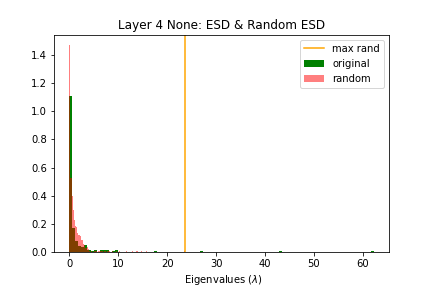 Layer 4 None: ESD & Random ESD
max rand
original
random
1.4
1.2
1.0
0.8
0.6
0.4
0.2
0.0
0 10 20 30 40 50 60
Eigenvalues (λ)